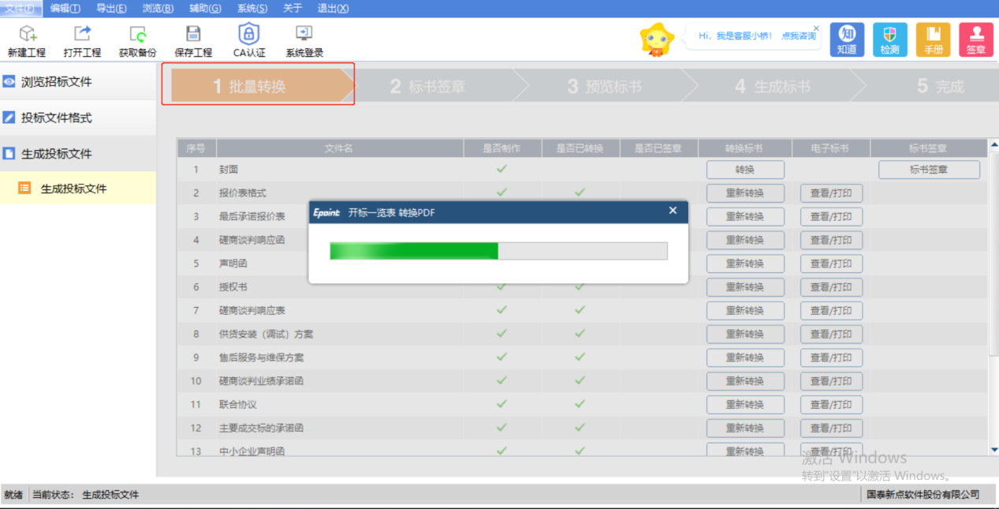 文件(F) 编辑(T) 导出(E) 浏览(B) 辅助(G) 系统(S) 关于 退出(X)
新建工程 打开工程 获取备份 保存工程 CA认证 系统登录
Hi，我是客服小桥！ 点我咨询
知 知道 检测 手册 签章
浏览招标文件
投标文件格式
生成投标文件
生成投标文件
1 批量转换 2 标书签章 3 预览标书 4 生成标书 5 完成
序号 文件名 是否制作 是否已转换 是否已签章 转换标书 电子标书 标书签章
1 封面 转换 标书签章
2 报价表格式 重新转换 查看/打印
3 最后承诺报价表 重新转换 查看/打印
4 磋商谈判响应函 重新转换 查看/打印
5 声明函 重新转换 查看/打印
6 授权书 重新转换 查看/打印
7 磋商谈判响应表 重新转换 查看/打印
8 供货安装（调试）方案 重新转换 查看/打印
9 售后服务与维保方案 重新转换 查看/打印
10 磋商谈判业绩承诺函 重新转换 查看/打印
11 联合协议 重新转换 查看/打印
12 主要成交标的承诺函 重新转换 查看/打印
13 中小企业声明函 重新转换 查看/打印
Epoint 开标一览表 转换PDF
激活 Windows
转到"设置"以激活 Windows。
就绪 当前状态： 生成投标文件 国泰新点软件股份有限公司